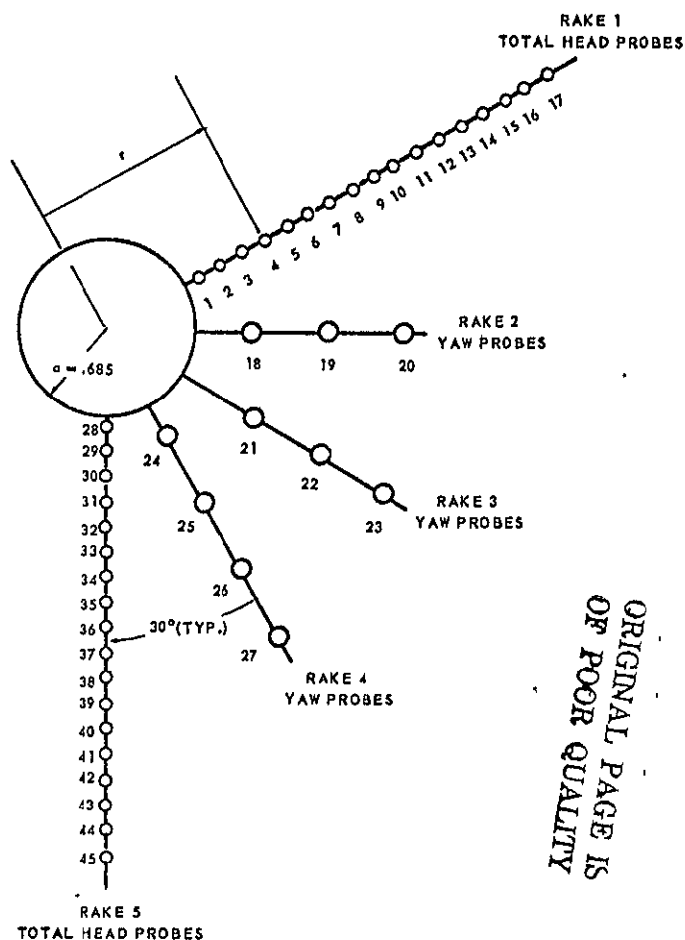 RAKE 1
TOTAL HEAD PROBES
r
1 2 3 4 5 6 7 8 9 10 11 12 13 14 15 16 17
a = .685
RAKE 2
YAW PROBES
18 19 20
21
22
23
RAKE 3
YAW PROBES
24
25
26
27
30°(TYP.)
RAKE 4
YAW PROBES
28
29
30
31
32
33
34
35
36
37
38
39
40
41
42
43
44
45
RAKE 5
TOTAL HEAD PROBES
ORIGINAL PAGE IS
OF POOR QUALITY